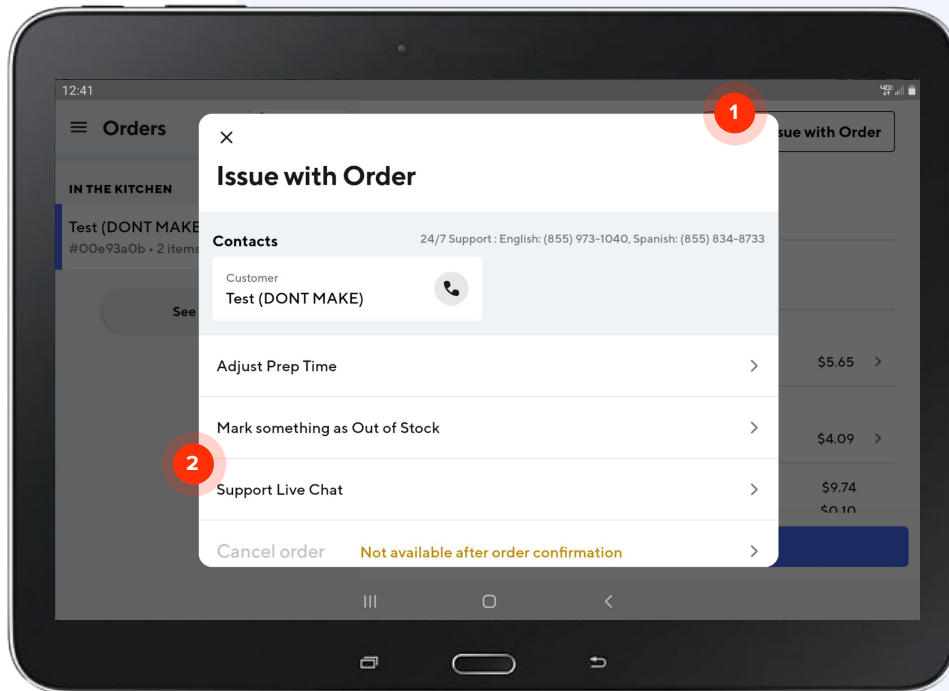 12:41
Orders
sue with Order
1
Issue with Order
IN THE KITCHEN
Test (DONT MAKE
#00e93a0b • 2 items
Contacts
24/7 Support : English: (855) 973-1040, Spanish: (855) 834-8733
Customer
Test (DONT MAKE)
See
Adjust Prep Time
$5.65
Mark something as Out of Stock
$4.09
2
Support Live Chat
$9.74
$0.10
Cancel order
Not available after order confirmation